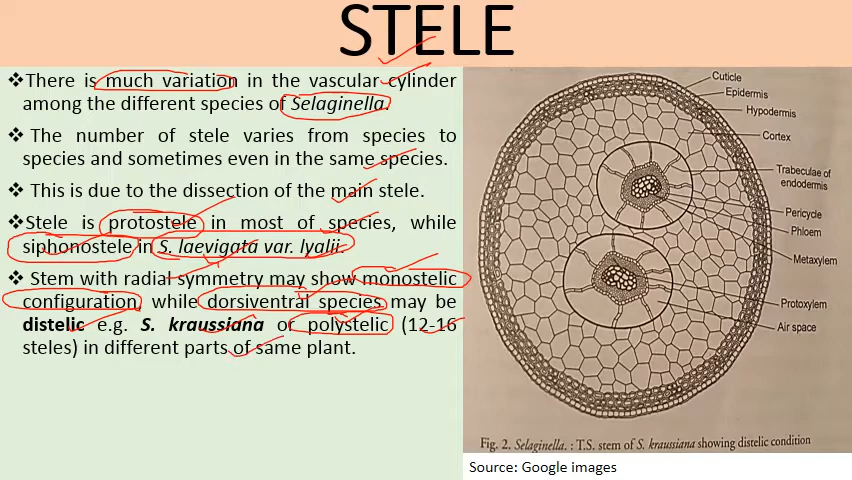 STELE
❖There is much variation in the vascular cylinder
among the different species of Selaginella.
❖ The number of stele varies from species to
species and sometimes even in the same species.
❖ This is due to the dissection of the main stele.
❖Stele is protostele in most of species, while
siphonostele in S. laevigata var. lyalii.
❖ Stem with radial symmetry may show monostelic
configuration, while dorsiventral species may be
distelic e.g. S. kraussiana or polystelic (12-16
steles) in different parts of same plant.
Cuticle
Epidermis
Hypodermis
Cortex
Trabeculae of
endodermis
Pericycle
Phloem
Metaxylem
Protoxylem
Air space
Fig. 2. Selaginella. : T.S. stem of S. kraussiana showing distelic condition
Source: Google images